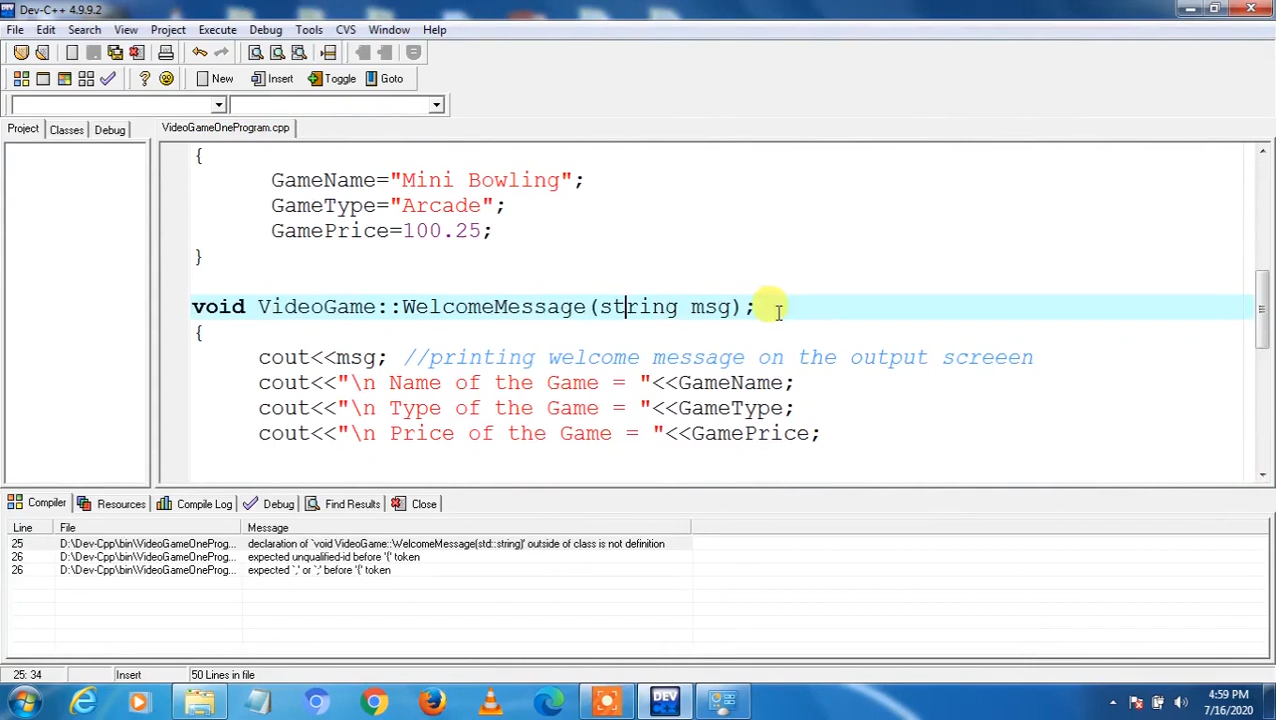 Dev-C++ 4.9.9.2
File Edit Search View Project Execute Debug Tools CVS Window Help
New Insert Toggle Goto
Project Classes Debug VideoGameOneProgram.cpp
{
GameName="Mini Bowling";
GameType="Arcade";
GamePrice=100.25;
}
void VideoGame::WelcomeMessage(string msg);
{
cout<<msg; //printing welcome message on the output screeen
cout<<"\n Name of the Game = "<<GameName;
cout<<"\n Type of the Game = "<<GameType;
cout<<"\n Price of the Game = "<<GamePrice;
Compiler Resources Compile Log Debug Find Results Close
Line File Message
25 D:\Dev-Cpp\bin\VideoGameOneProg... declaration of `void VideoGame::WelcomeMessage(std::string)' outside of class is not definition
26 D:\Dev-Cpp\bin\VideoGameOneProg... expected unqualified-id before '{' token
26 D:\Dev-Cpp\bin\VideoGameOneProg... expected `,' or `;' before '{' token
25: 34 Insert 50 Lines in file
DEV
4:59 PM
7/16/2020